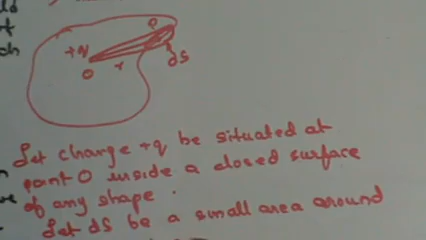 P
+q
O
r
ds
Let charge +q be situated at
point O inside a closed surface
of any shape.
Let ds be a small area around